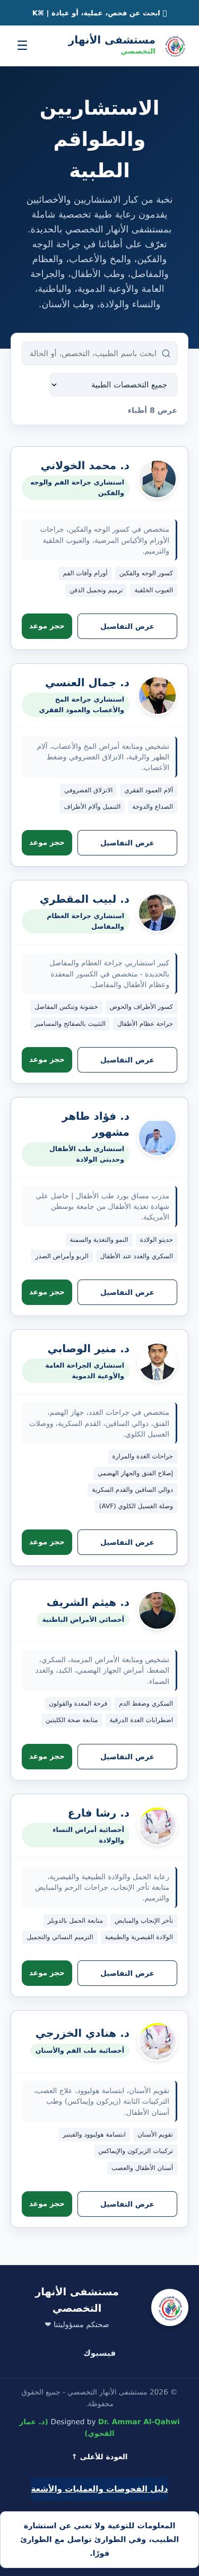 ابحث عن فحص، عملية، أو عيادة | ⌘K
مستشفى الأنهار
التخصصي
الاستشاريين
والطواقم
الطبية
نخبة من كبار الاستشاريين والأخصائيين
يقدمون رعاية طبية تخصصية شاملة
بمستشفى الأنهار التخصصي بالحديدة.
تعرّف على أطبائنا في جراحة الوجه
والفكين، والمخ والأعصاب، والعظام
والمفاصل، وطب الأطفال، والجراحة
العامة والأوعية الدموية، والباطنية،
والنساء والولادة، وطب الأسنان.
ابحث باسم الطبيب، التخصص، أو الحالة
جميع التخصصات الطبية
عرض 8 أطباء
د. محمد الخولاني
استشاري جراحة الفم والوجه
والفكين
متخصص في كسور الوجه والفكين، جراحات
الأورام والأكياس المرضية، والعيوب الخلقية
والترميم.
كسور الوجه والفكين
أورام وآفات الفم
العيوب الخلقية
ترميم وتجميل الذقن
عرض التفاصيل
حجز موعد
د. جمال العنسي
استشاري جراحة المخ
والأعصاب والعمود الفقري
تشخيص ومتابعة أمراض المخ والأعصاب، آلام
الظهر والرقبة، الانزلاق الغضروفي وضغط
الأعصاب.
آلام العمود الفقري
الانزلاق الغضروفي
الصداع والدوخة
التنميل وآلام الأطراف
عرض التفاصيل
حجز موعد
د. لبيب المقطري
استشاري جراحة العظام
والمفاصل
كبير استشاريي جراحة العظام والمفاصل
بالحديدة - متخصص في الكسور المعقدة
وعظام الأطفال والمفاصل.
كسور الأطراف والحوض
خشونة وتنكس المفاصل
جراحة عظام الأطفال
التثبيت بالصفائح والمسامير
عرض التفاصيل
حجز موعد
د. فؤاد طاهر
مشهور
استشاري طب الأطفال
وحديثي الولادة
مدرب مساق بورد طب الأطفال | حاصل على
شهادة تغذية الأطفال من جامعة بوسطن
الأمريكية.
حديثو الولادة
النمو والتغذية والسمنة
السكري والغدد عند الأطفال
الربو وأمراض الصدر
عرض التفاصيل
حجز موعد
د. منير الوصابي
استشاري الجراحة العامة
والأوعية الدموية
متخصص في جراحات الغدد، جهاز الهضم،
الفتق، دوالي الساقين، القدم السكرية، ووصلات
الغسيل الكلوي.
جراحات الغدة والمرارة
إصلاح الفتق والجهاز الهضمي
دوالي الساقين والقدم السكرية
وصلة الغسيل الكلوي (AVF)
عرض التفاصيل
حجز موعد
د. هيثم الشريف
أخصائي الأمراض الباطنية
تشخيص ومتابعة الأمراض المزمنة، السكري،
الضغط، أمراض الجهاز الهضمي، الكبد، والغدد
الصماء.
السكري وضغط الدم
قرحة المعدة والقولون
اضطرابات الغدة الدرقية
متابعة صحة الكليتين
عرض التفاصيل
حجز موعد
د. رشا فارع
أخصائية أمراض النساء
والولادة
رعاية الحمل والولادة الطبيعية والقيصرية،
متابعة تأخر الإنجاب، جراحات الرحم والمبايض
والترميم.
تأخر الإنجاب والمبايض
متابعة الحمل بالدوبلر
الولادة القيصرية والطبيعية
الترميم النسائي والتجميل
عرض التفاصيل
حجز موعد
د. هنادي الخزرجي
أخصائية طب الفم والأسنان
تقويم الأسنان، ابتسامة هوليوود، علاج العصب،
التركيبات الثابتة (زيركون وإيماكس) وطب
أسنان الأطفال.
تقويم الأسنان
ابتسامة هوليوود والفينير
تركيبات الزيركون والإيماكس
أسنان الأطفال والعصب
عرض التفاصيل
حجز موعد
مستشفى الأنهار
التخصصي
صحتكم مسؤوليتنا ❤
فيسبوك
© 2026 مستشفى الأنهار التخصصي - جميع الحقوق
محفوظة.
Designed by Dr. Ammar Al-Qahwi (د. عمار
القحوي)
العودة للأعلى ↑
دليل الفحوصات والعمليات والأشعة
المعلومات للتوعية ولا تغني عن استشارة
الطبيب، وفي الطوارئ تواصل مع الطوارئ
فورًا.